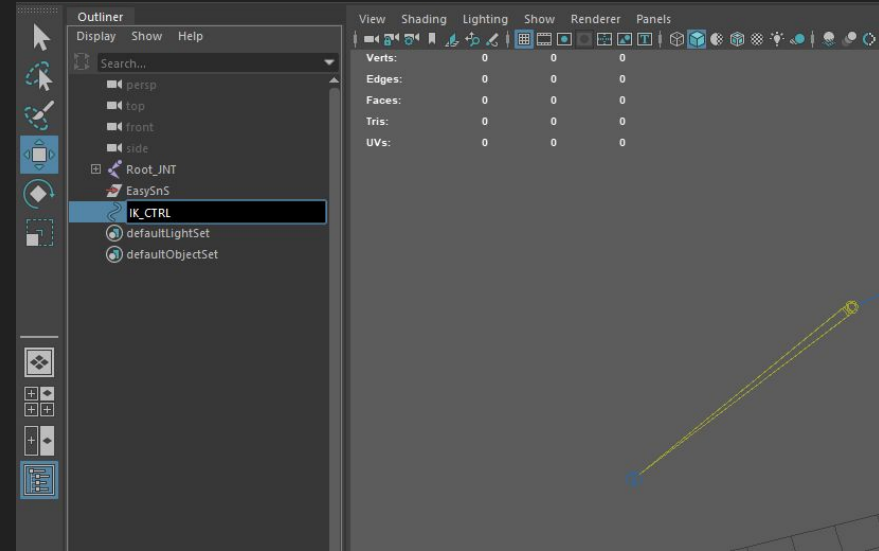 Outliner
Display Show Help
Search...
persp
top
front
side
Root_JNT
EasySnS
IK_CTRL
defaultLightSet
defaultObjectSet
View Shading Lighting Show Renderer Panels
Verts: 0 0 0
Edges: 0 0 0
Faces: 0 0 0
Tris: 0 0 0
UVs: 0 0 0